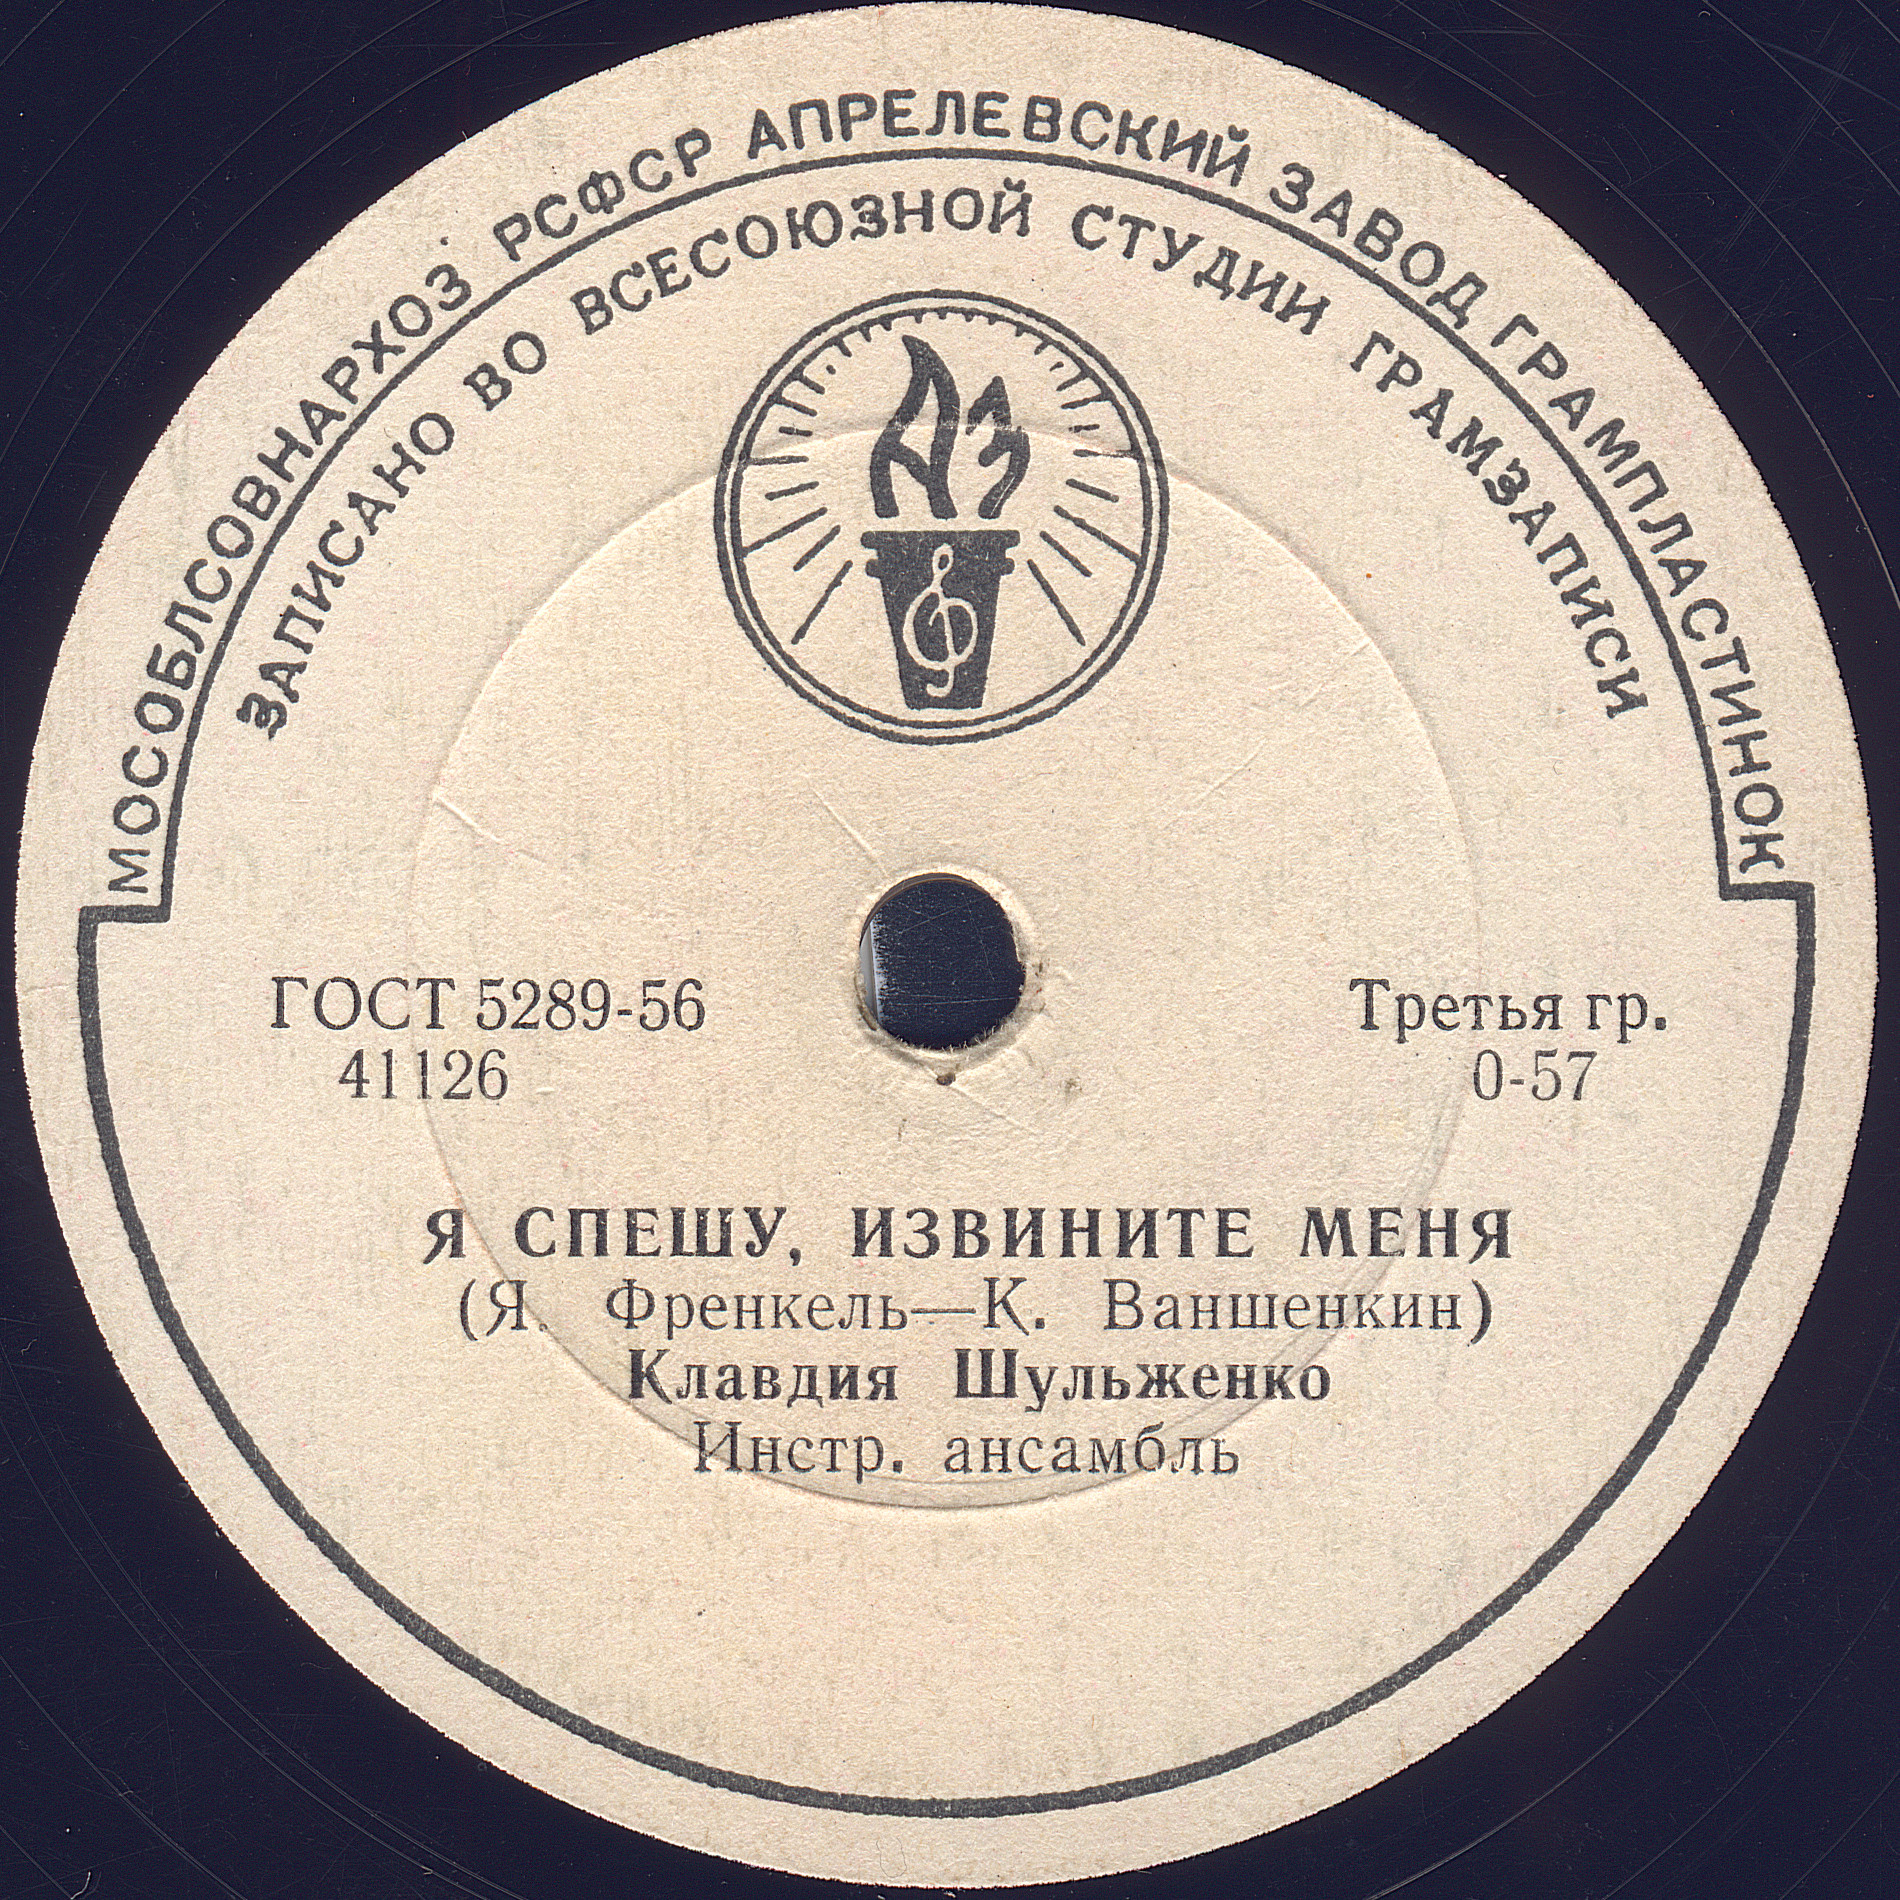 МОСОБЛСОВНАРХОЗ РСФСР АПРЕЛЕВСКИЙ ЗАВОД ГРАМПЛАСТИНОК
ЗАПИСАНО ВО ВСЕСОЮЗНОЙ СТУДИИ ГРАМЗАПИСИ
АЗ
ГОСТ 5289-56
41126
Третья гр.
0-57
Я СПЕШУ, ИЗВИНИТЕ МЕНЯ
(Я. Френкель—К. Ваншенкин)
Клавдия Шульженко
Инстр. ансамбль